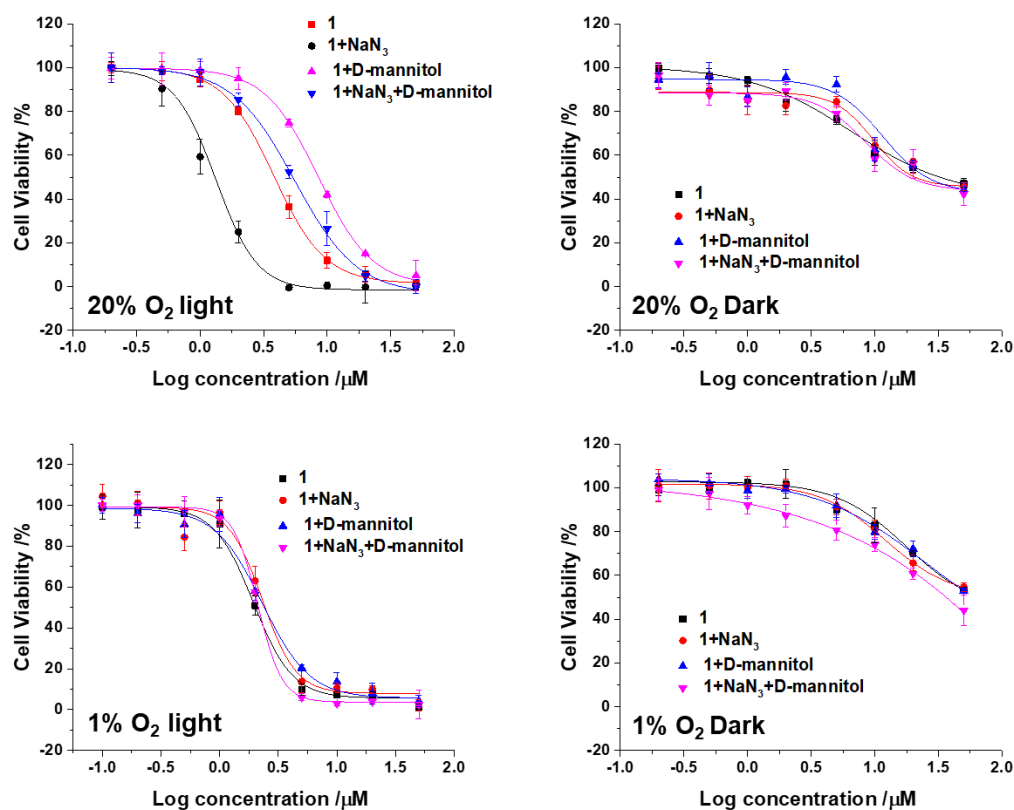 120
100
80
60
40
20
0
-20
Cell Viability /%
1
1+NaN₃
1+D-mannitol
1+NaN₃+D-mannitol
20% O₂ light
-1.0 -0.5 0.0 0.5 1.0 1.5 2.0
Log concentration /μM
120
100
80
60
40
20
0
-20
Cell Viability /%
1
1+NaN₃
1+D-mannitol
1+NaN₃+D-mannitol
20% O₂ Dark
-1.0 -0.5 0.0 0.5 1.0 1.5 2.0
Log concentration /μM
120
100
80
60
40
20
0
-20
Cell Viability /%
1
1+NaN₃
1+D-mannitol
1+NaN₃+D-mannitol
1% O₂ light
-1.0 -0.5 0.0 0.5 1.0 1.5 2.0
Log concentration /μM
120
100
80
60
40
20
0
-20
Cell Viability /%
1
1+NaN₃
1+D-mannitol
1+NaN₃+D-mannitol
1% O₂ Dark
-1.0 -0.5 0.0 0.5 1.0 1.5 2.0
Log concentration /μM